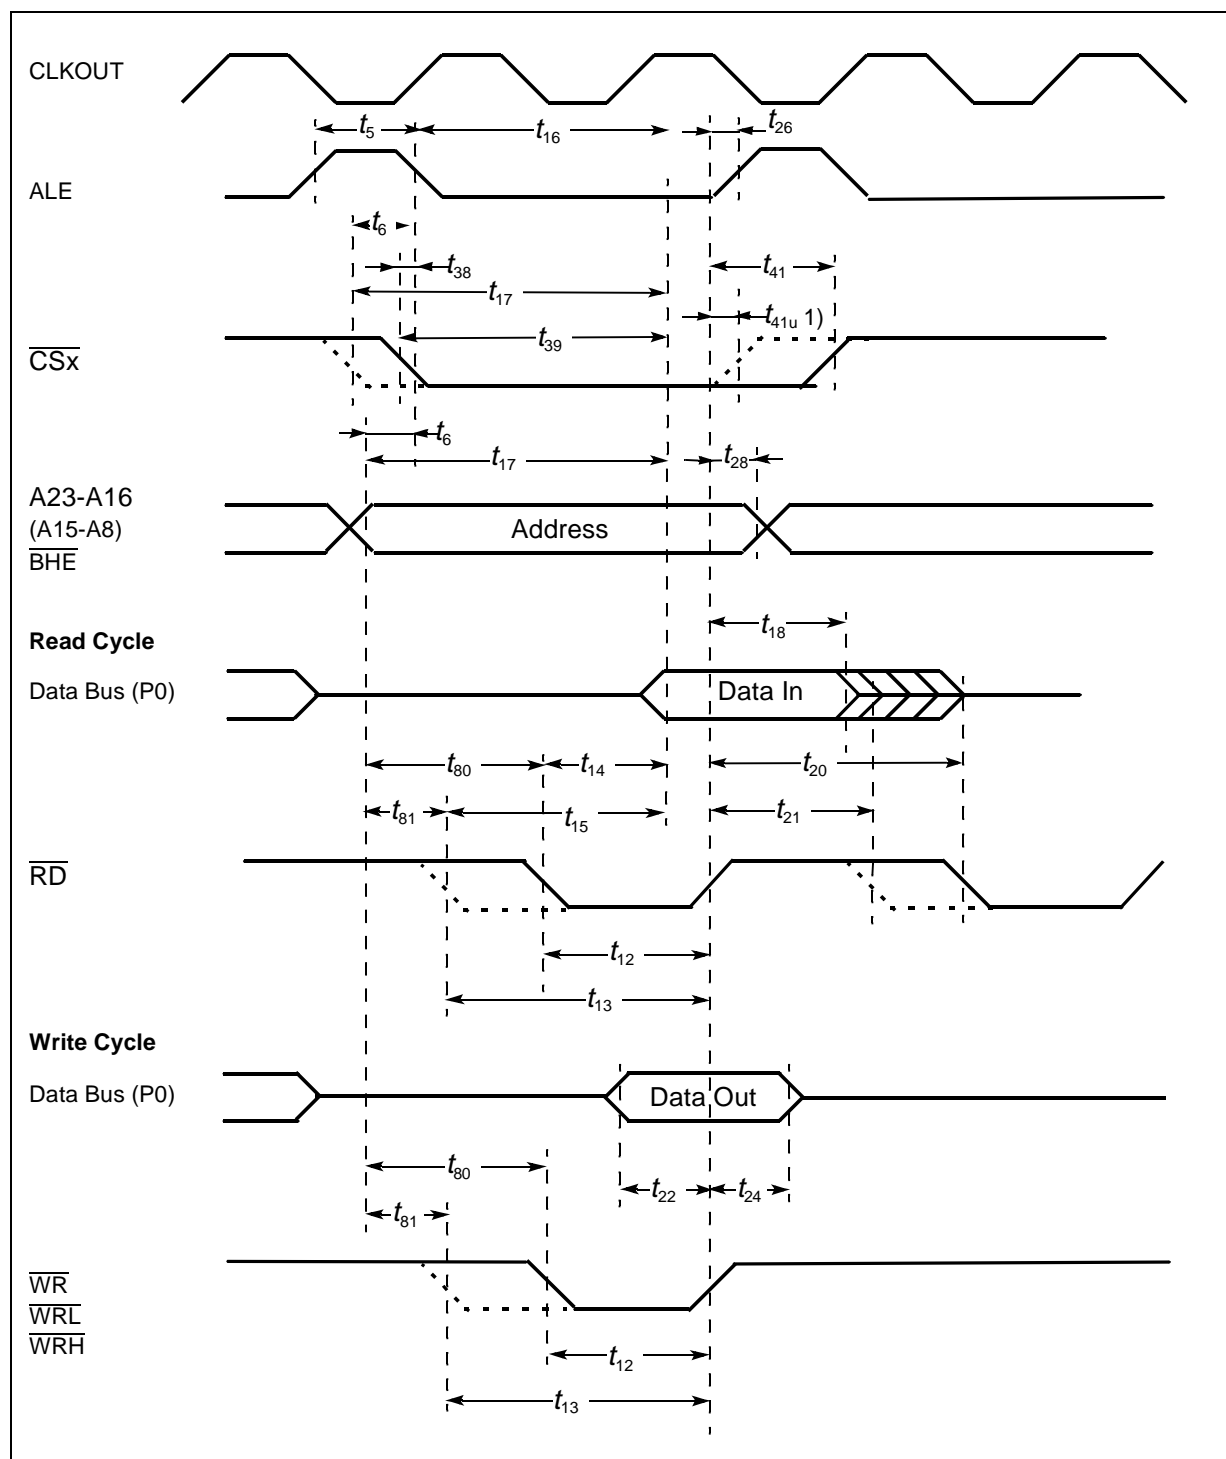 CLKOUT
t5 t16 t26
ALE
t6
t38 t41
t17
t41u 1)
t39
CSx
t6
t17 t28
A23-A16
(A15-A8) Address
BHE
t18
Read Cycle
Data Bus (P0) Data In
t80 t14 t20
t81 t15 t21
RD
t12
t13
Write Cycle
Data Bus (P0) Data Out
t80
t22 t24
t81
WR
WRL
WRH
t12
t13